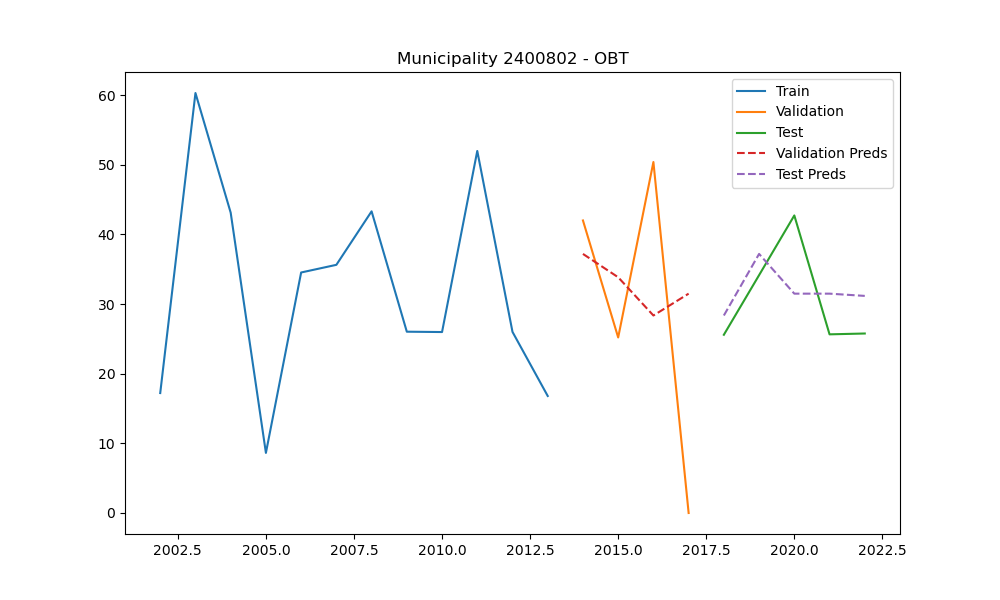 Municipality 2400802 - OBT
Train
Validation
Test
Validation Preds
Test Preds
60
50
40
30
20
10
0
2002.5 2005.0 2007.5 2010.0 2012.5 2015.0 2017.5 2020.0 2022.5